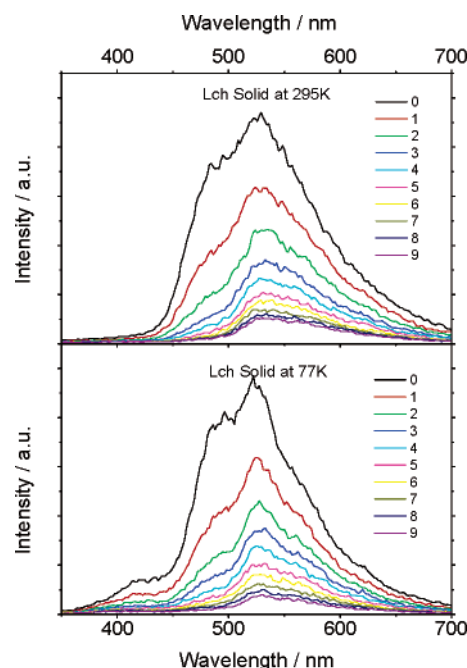 Wavelength / nm
400 500 600 700
Lch Solid at 295K
Intensity / a.u.
0
1
2
3
4
5
6
7
8
9
Lch Solid at 77K
Intensity / a.u.
0
1
2
3
4
5
6
7
8
9
400 500 600 700
Wavelength / nm